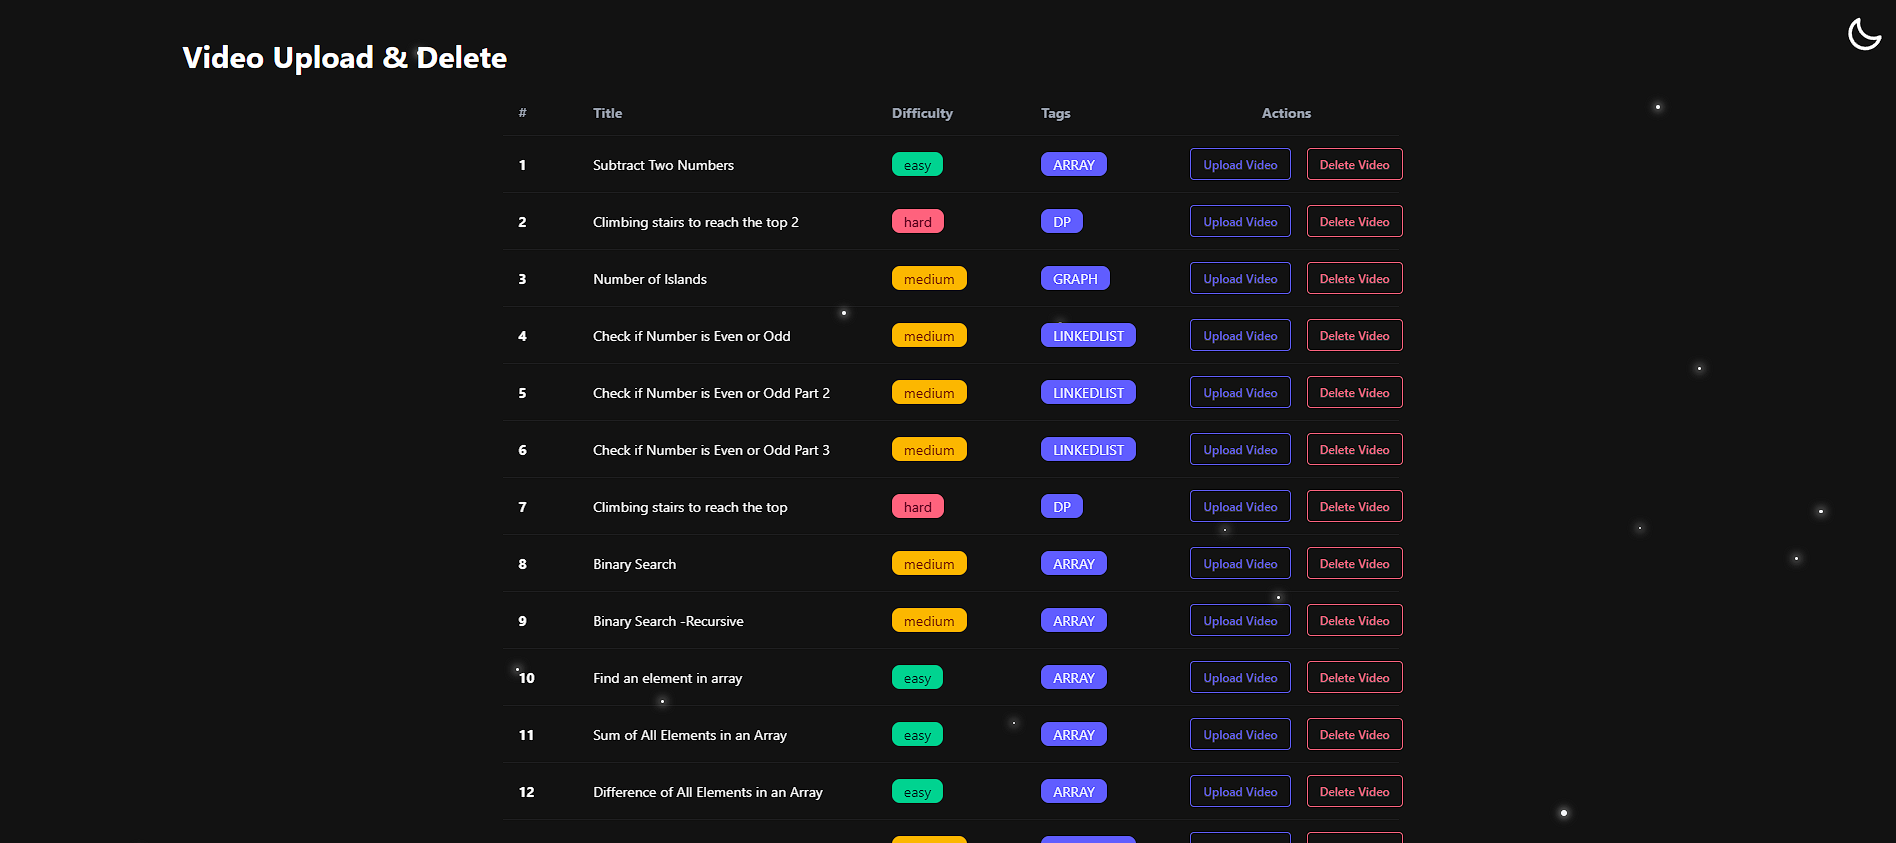 Video Upload & Delete
# Title Difficulty Tags Actions
1 Subtract Two Numbers easy ARRAY Upload Video Delete Video
2 Climbing stairs to reach the top 2 hard DP Upload Video Delete Video
3 Number of Islands medium GRAPH Upload Video Delete Video
4 Check if Number is Even or Odd medium LINKEDLIST Upload Video Delete Video
5 Check if Number is Even or Odd Part 2 medium LINKEDLIST Upload Video Delete Video
6 Check if Number is Even or Odd Part 3 medium LINKEDLIST Upload Video Delete Video
7 Climbing stairs to reach the top hard DP Upload Video Delete Video
8 Binary Search medium ARRAY Upload Video Delete Video
9 Binary Search -Recursive medium ARRAY Upload Video Delete Video
10 Find an element in array easy ARRAY Upload Video Delete Video
11 Sum of All Elements in an Array easy ARRAY Upload Video Delete Video
12 Difference of All Elements in an Array easy ARRAY Upload Video Delete Video